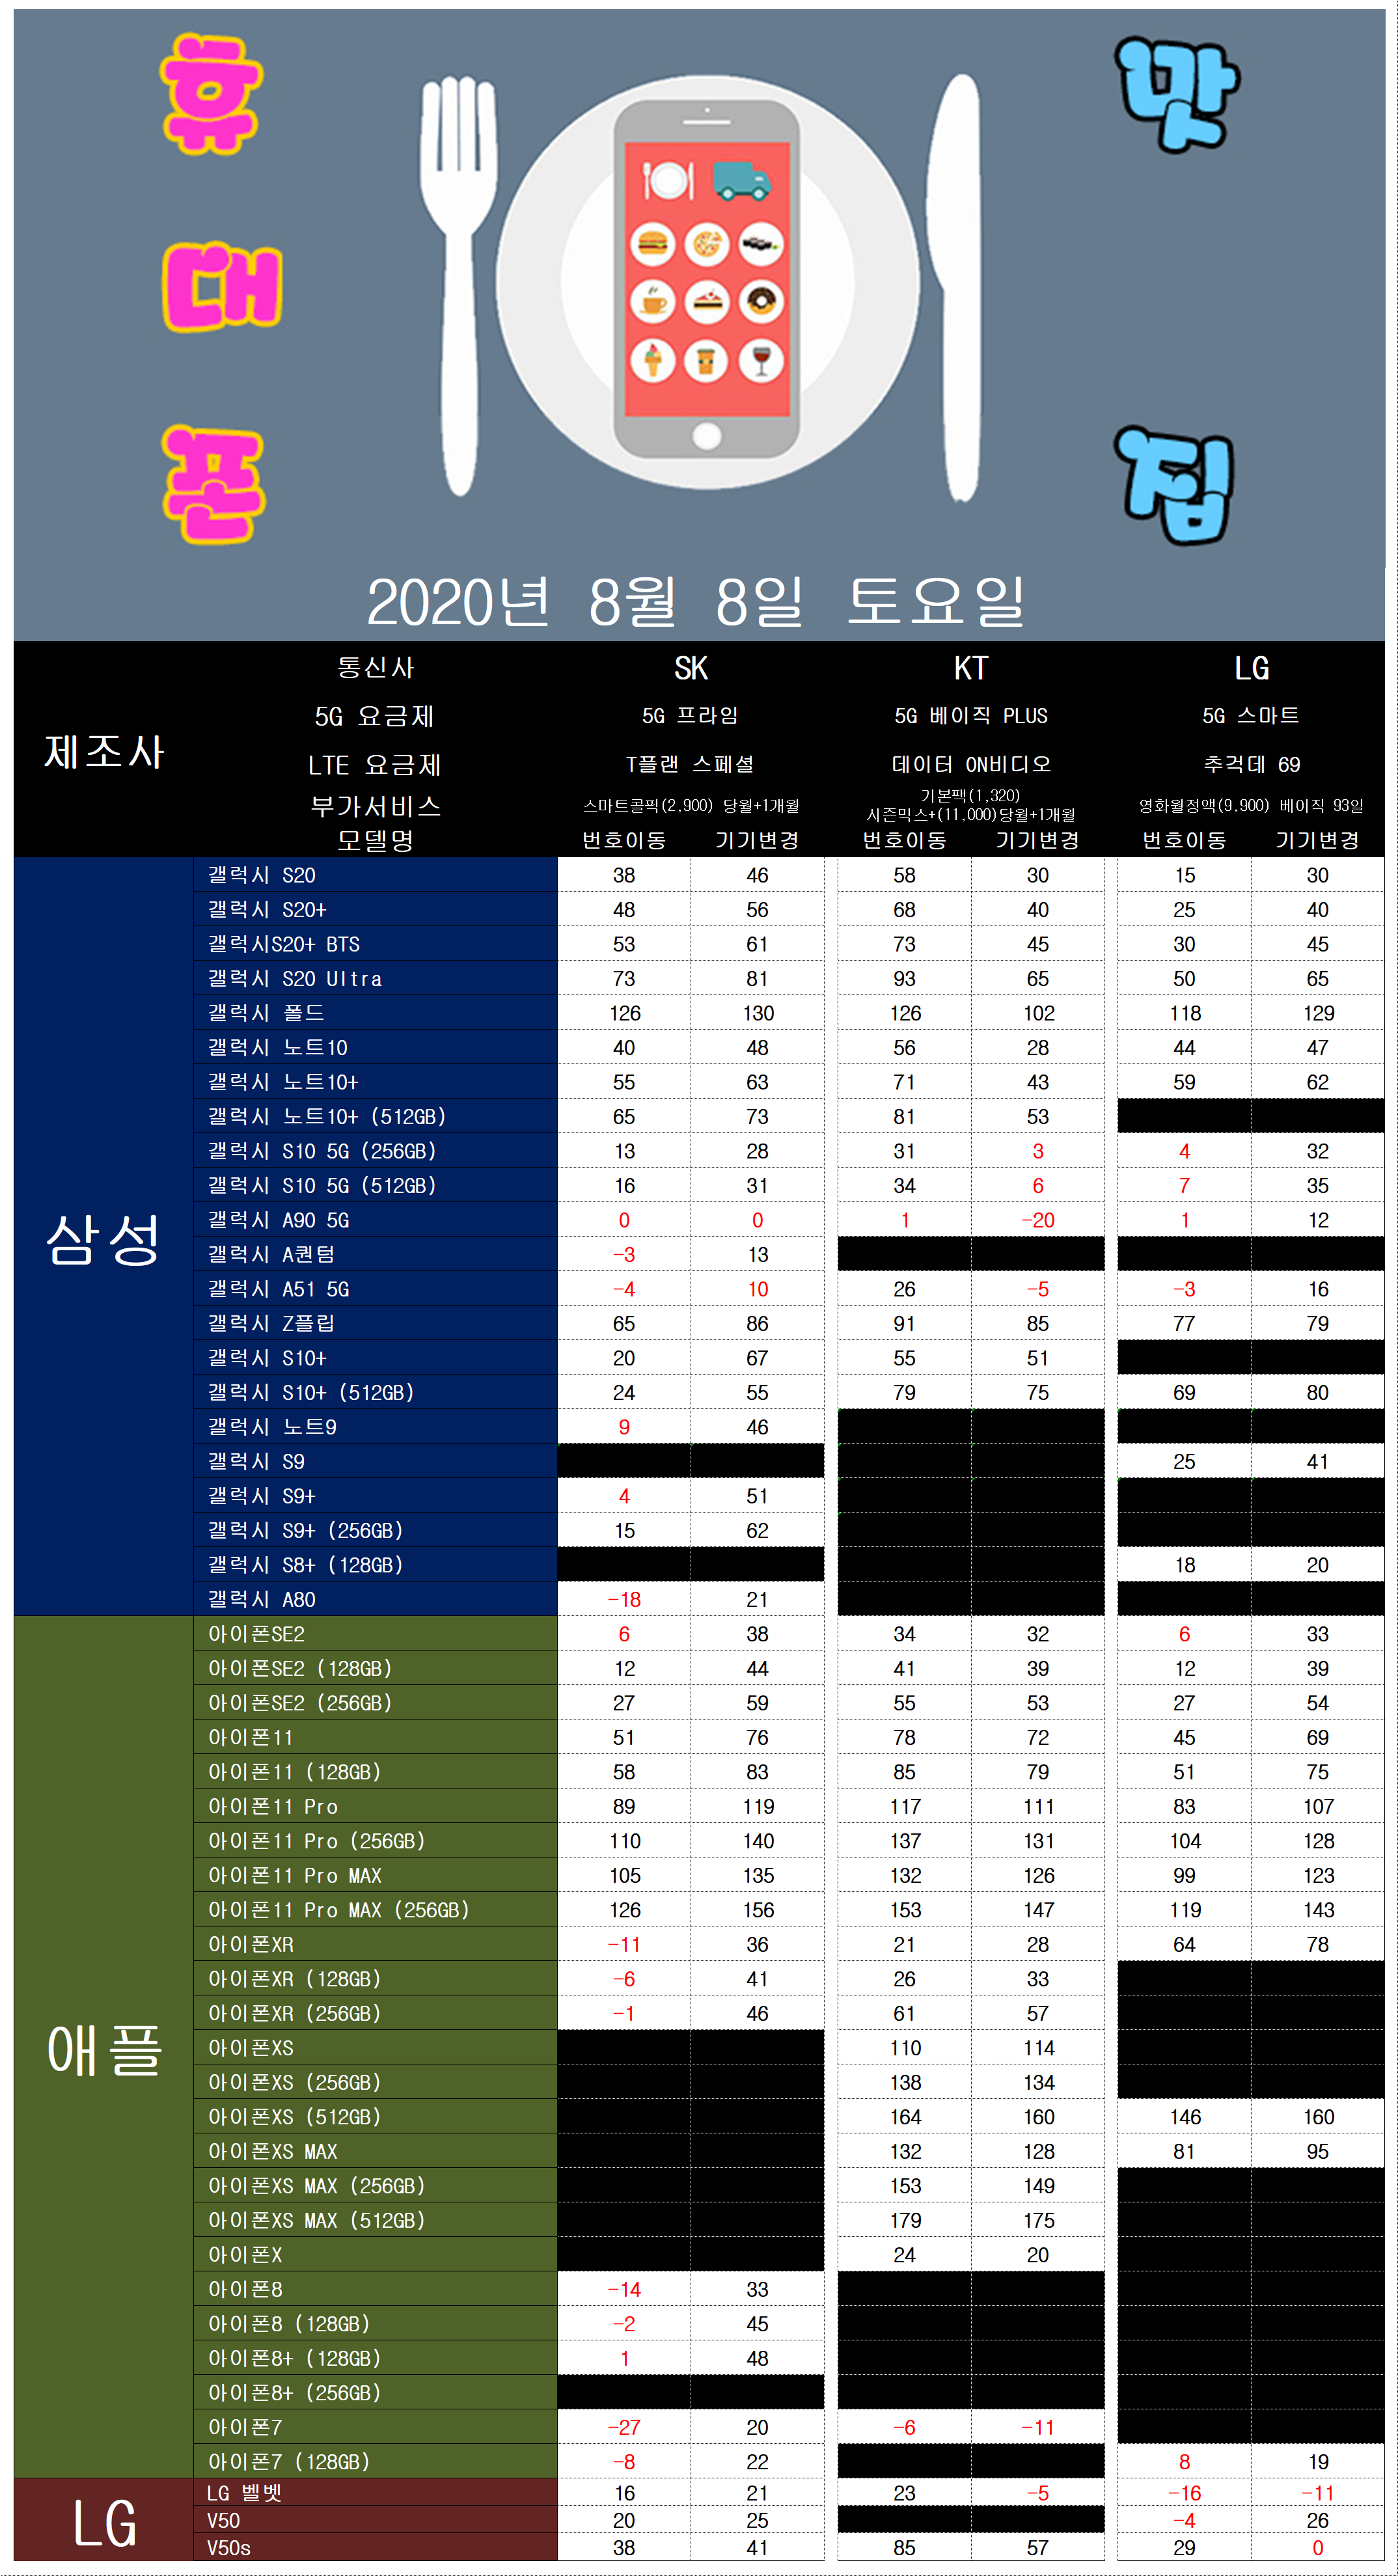 휴대폰
맛집
2020년 8월 8일 토요일
제조사
통신사 SK KT LG
5G 요금제 5G 프라임 5G 베이직 PLUS 5G 스마트
LTE 요금제 T플랜 스페셜 데이터 ON비디오 추걱데 69
부가서비스 스마트콜픽(2,900) 당월+1개월 기본팩(1,320) 시즌믹스+(11,000)당월+1개월 영화월정액(9,900) 베이직 93일
모델명 번호이동 기기변경 번호이동 기기변경 번호이동 기기변경
삼성
갤럭시 S20 38 46 58 30 15 30
갤럭시 S20+ 48 56 68 40 25 40
갤럭시S20+ BTS 53 61 73 45 30 45
갤럭시 S20 Ultra 73 81 93 65 50 65
갤럭시 폴드 126 130 126 102 118 129
갤럭시 노트10 40 48 56 28 44 47
갤럭시 노트10+ 55 63 71 43 59 62
갤럭시 노트10+ (512GB) 65 73 81 53
갤럭시 S10 5G (256GB) 13 28 31 3 4 32
갤럭시 S10 5G (512GB) 16 31 34 6 7 35
갤럭시 A90 5G 0 0 1 -20 1 12
갤럭시 A퀀텀 -3 13
갤럭시 A51 5G -4 10 26 -5 -3 16
갤럭시 Z플립 65 86 91 85 77 79
갤럭시 S10+ 20 67 55 51
갤럭시 S10+ (512GB) 24 55 79 75 69 80
갤럭시 노트9 9 46
갤럭시 S9 25 41
갤럭시 S9+ 4 51
갤럭시 S9+ (256GB) 15 62
갤럭시 S8+ (128GB) 18 20
갤럭시 A80 -18 21
애플
아이폰SE2 6 38 34 32 6 33
아이폰SE2 (128GB) 12 44 41 39 12 39
아이폰SE2 (256GB) 27 59 55 53 27 54
아이폰11 51 76 78 72 45 69
아이폰11 (128GB) 58 83 85 79 51 75
아이폰11 Pro 89 119 117 111 83 107
아이폰11 Pro (256GB) 110 140 137 131 104 128
아이폰11 Pro MAX 105 135 132 126 99 123
아이폰11 Pro MAX (256GB) 126 156 153 147 119 143
아이폰XR -11 36 21 28 64 78
아이폰XR (128GB) -6 41 26 33
아이폰XR (256GB) -1 46 61 57
아이폰XS 110 114
아이폰XS (256GB) 138 134
아이폰XS (512GB) 164 160 146 160
아이폰XS MAX 132 128 81 95
아이폰XS MAX (256GB) 153 149
아이폰XS MAX (512GB) 179 175
아이폰X 24 20
아이폰8 -14 33
아이폰8 (128GB) -2 45
아이폰8+ (128GB) 1 48
아이폰8+ (256GB)
아이폰7 -27 20 -6 -11
아이폰7 (128GB) -8 22 8 19
LG
LG 벨벳 16 21 23 -5 -16 -11
V50 20 25 -4 26
V50s 38 41 85 57 29 0